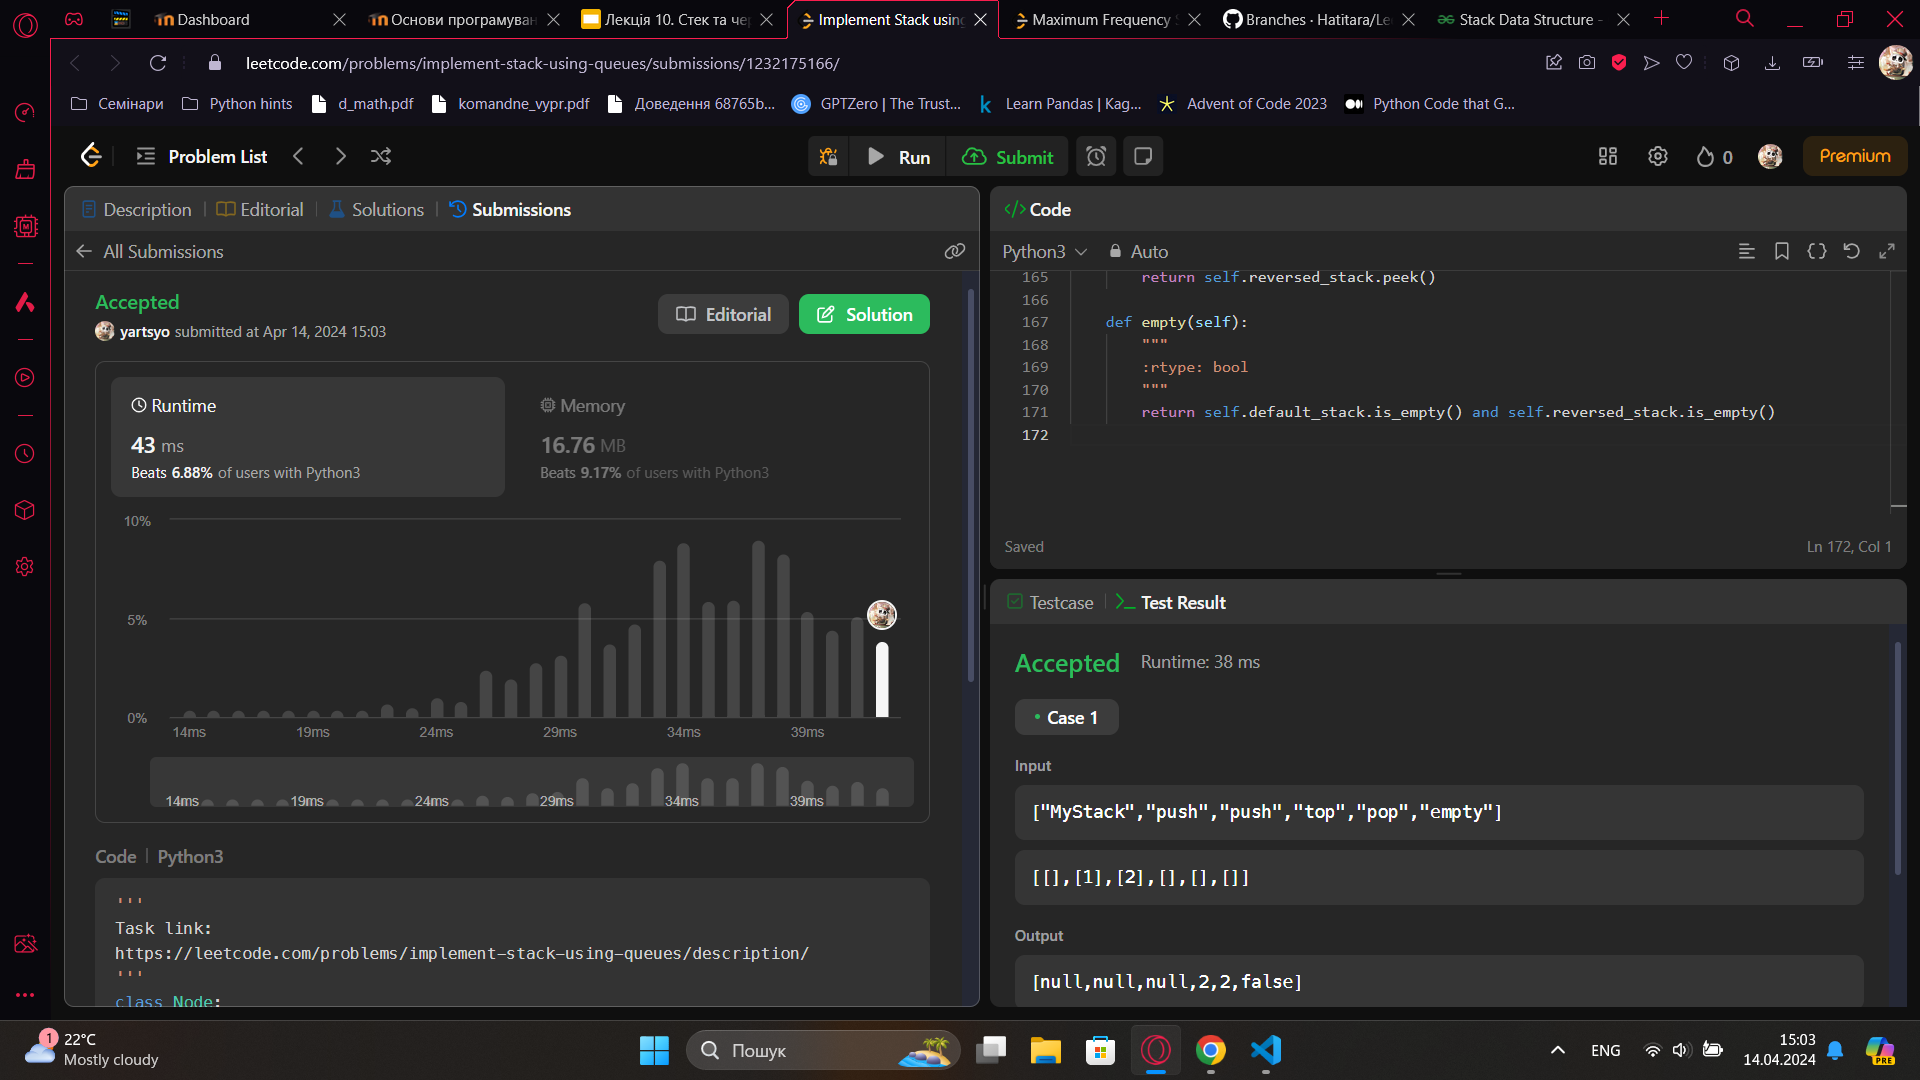 Dashboard
Основи програмуван
Лекція 10. Стек та че
Implement Stack using
Maximum Frequency S
Branches · Hatitara/Le
Stack Data Structure -
leetcode.com/problems/implement-stack-using-queues/submissions/1232175166/
Семінари
Python hints
d_math.pdf
komandne_vypr.pdf
Доведення 68765b...
GPTZero | The Trust...
Learn Pandas | Kag...
Advent of Code 2023
Python Code that G...
Problem List
Run
Submit
0
Premium
Description
Editorial
Solutions
Submissions
All Submissions
Accepted
yartsyo submitted at Apr 14, 2024 15:03
Editorial
Solution
Runtime
43 ms
Beats 6.88% of users with Python3
Memory
16.76 MB
Beats 9.17% of users with Python3
10%
5%
0%
14ms 19ms 24ms 29ms 34ms 39ms
14ms 19ms 24ms 29ms 34ms 39ms
Code | Python3
'''
Task link:
https://leetcode.com/problems/implement-stack-using-queues/description/
'''
class Node:
</> Code
Python3
Auto
165 return self.reversed_stack.peek()
166
167 def empty(self):
168 """
169 :rtype: bool
170 """
171 return self.default_stack.is_empty() and self.reversed_stack.is_empty()
172
Saved
Ln 172, Col 1
Testcase
Test Result
Accepted Runtime: 38 ms
• Case 1
Input
["MyStack","push","push","top","pop","empty"]
[[],[1],[2],[],[],[]]
Output
[null,null,null,2,2,false]
1
22°C
Mostly cloudy
Пошук
ENG
15:03
14.04.2024
PRE